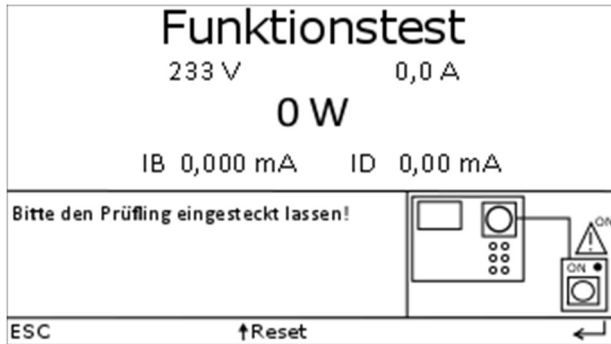 Funktionstest
233 V 0,0 A
0 W
IB 0,000 mA ID 0,00 mA
Bitte den Prüfling eingesteckt lassen!
ON
ON
ESC Reset